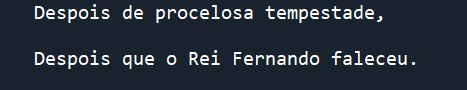 Despois de procelosa tempestade,
Despois que o Rei Fernando faleceu.